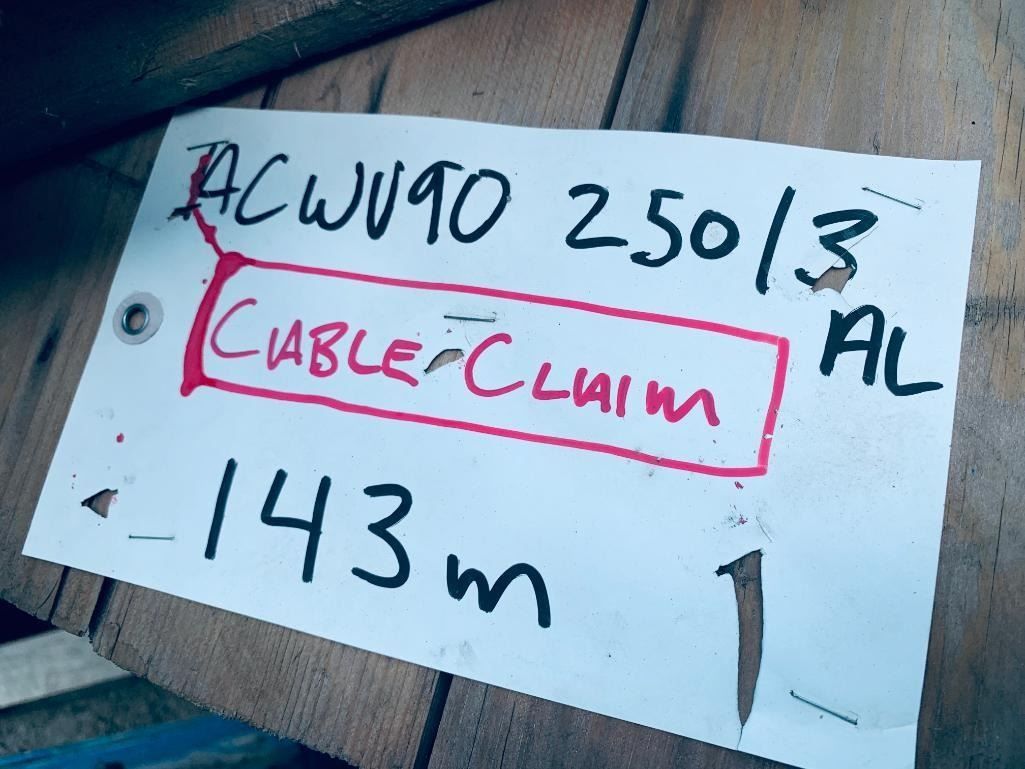 ACWU90 250/3
AL
CABLE CLAIM
143m